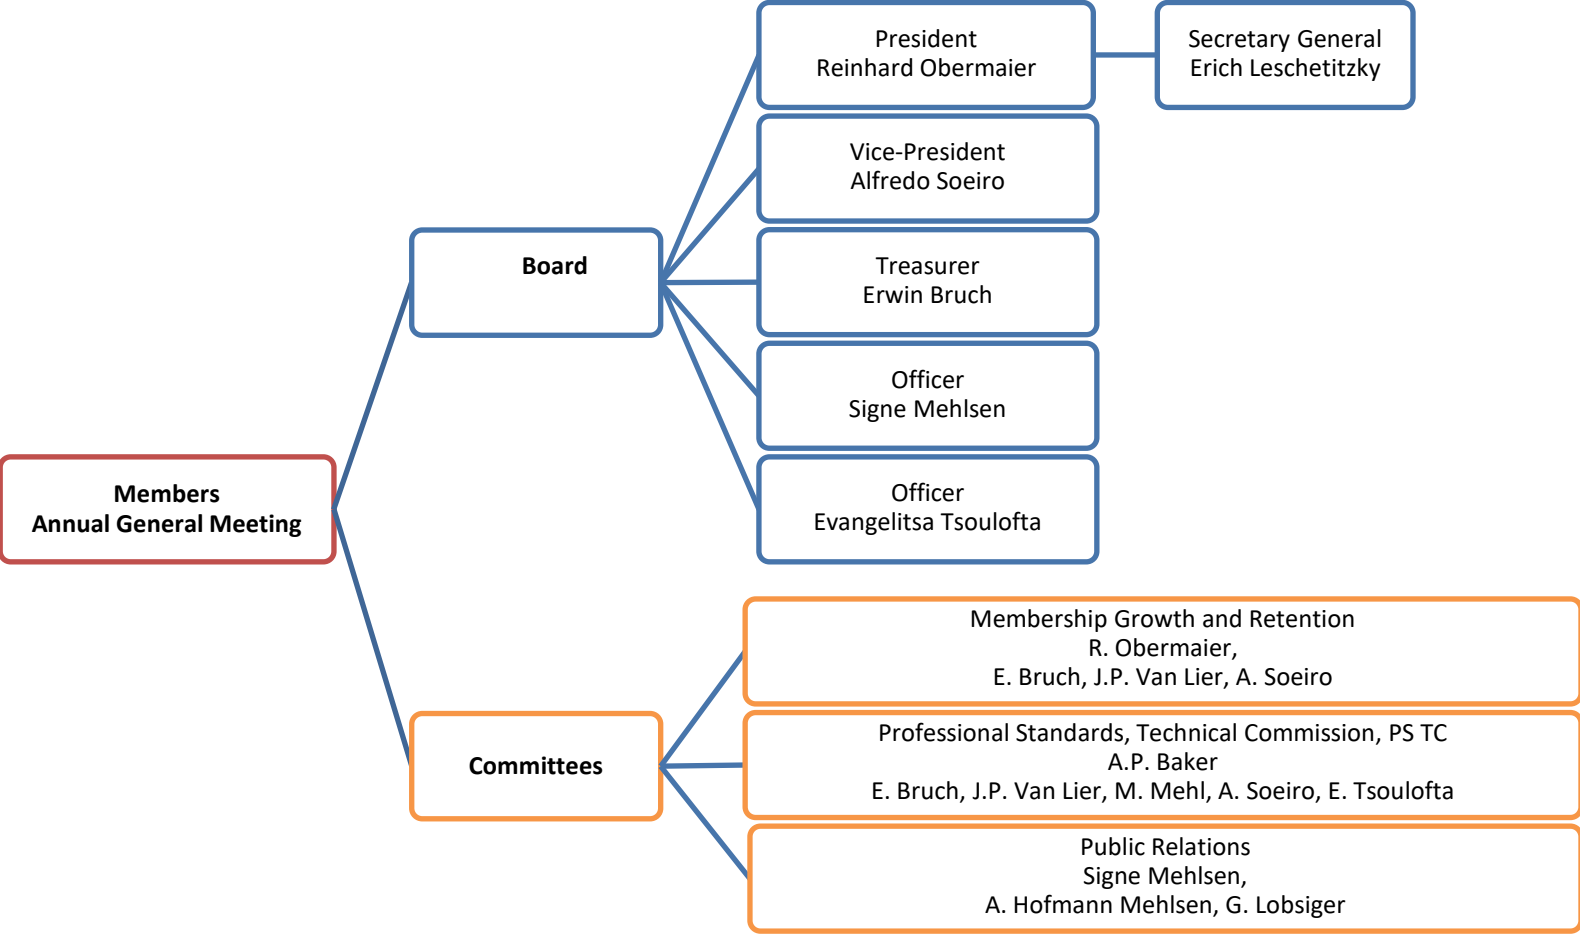 President
Reinhard Obermaier
Secretary General
Erich Leschetitzky
Vice-President
Alfredo Soeiro
Board
Treasurer
Erwin Bruch
Officer
Signe Mehlsen
Members
Annual General Meeting
Officer
Evangelitsa Tsoulofta
Membership Growth and Retention
R. Obermaier,
E. Bruch, J.P. Van Lier, A. Soeiro
Committees
Professional Standards, Technical Commission, PS TC
A.P. Baker
E. Bruch, J.P. Van Lier, M. Mehl, A. Soeiro, E. Tsoulofta
Public Relations
Signe Mehlsen,
A. Hofmann Mehlsen, G. Lobsiger